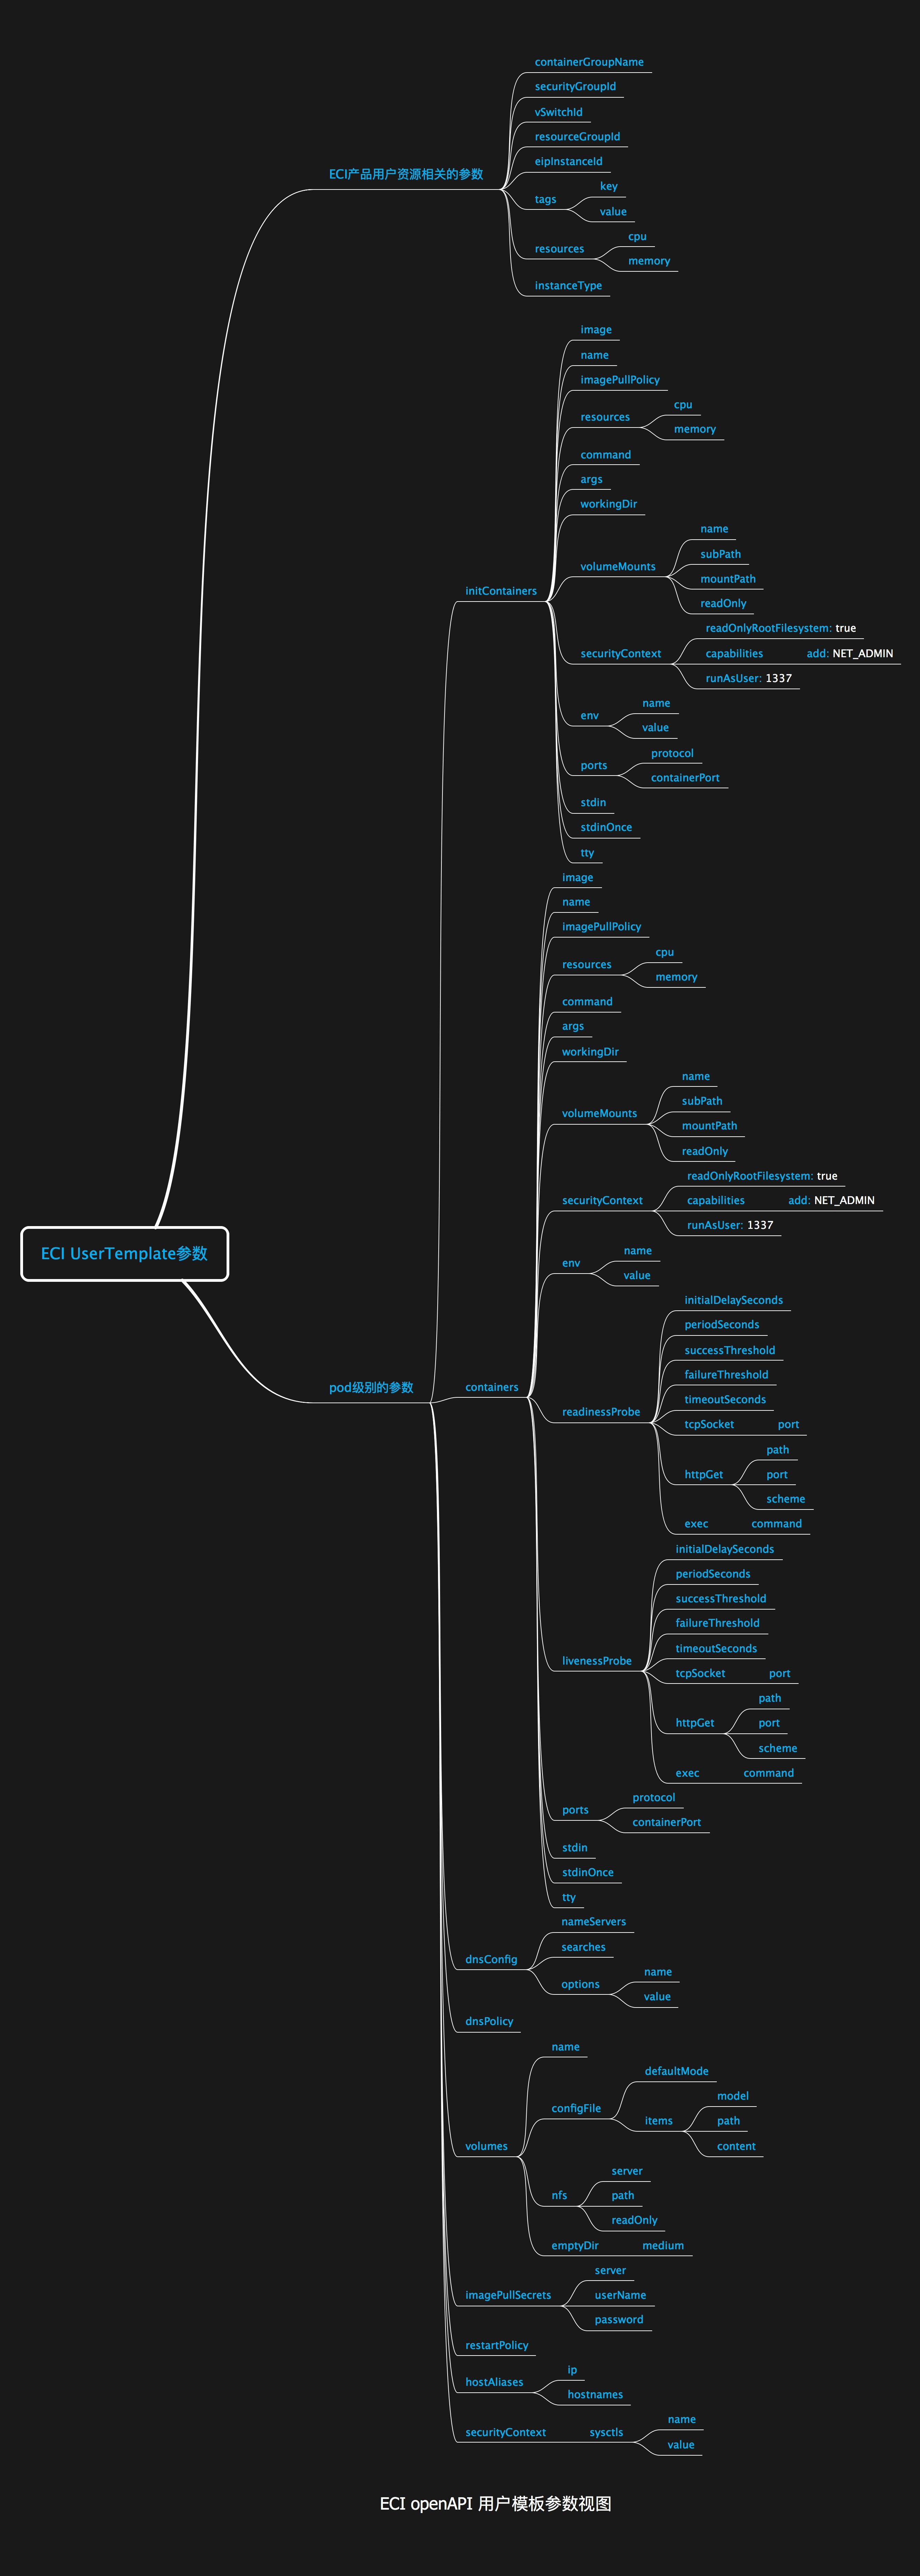 containerGroupName
securityGroupId
vSwitchId
resourceGroupId
eipInstanceId
ECI产品用户资源相关的参数
key
tags
value
cpu
resources
memory
instanceType
image
name
imagePullPolicy
cpu
resources
memory
command
args
workingDir
name
subPath
volumeMounts
mountPath
initContainers
readOnly
readOnlyRootFilesystem: true
securityContext
capabilities add: NET_ADMIN
runAsUser: 1337
name
env
value
protocol
ports
containerPort
stdin
stdinOnce
tty
image
name
imagePullPolicy
cpu
resources
memory
command
args
workingDir
name
subPath
volumeMounts
mountPath
readOnly
readOnlyRootFilesystem: true
securityContext
capabilities add: NET_ADMIN
runAsUser: 1337
name
ECI UserTemplate参数
env
value
initialDelaySeconds
periodSeconds
successThreshold
failureThreshold
pod级别的参数
containers
timeoutSeconds
readinessProbe
tcpSocket port
path
httpGet
port
scheme
exec command
initialDelaySeconds
periodSeconds
successThreshold
failureThreshold
timeoutSeconds
livenessProbe
tcpSocket port
path
httpGet
port
scheme
exec command
protocol
ports
containerPort
stdin
stdinOnce
tty
nameServers
searches
dnsConfig
name
options
value
dnsPolicy
name
defaultMode
model
configFile
items
path
volumes
content
server
nfs
path
readOnly
emptyDir medium
server
imagePullSecrets
userName
password
restartPolicy
ip
hostAliases
hostnames
name
securityContext sysctls
value
ECI openAPI 用户模板参数视图